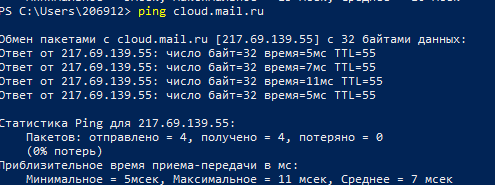 PS C:\Users\206912> ping cloud.mail.ru
Обмен пакетами с cloud.mail.ru [217.69.139.55] с 32 байтами данных:
Ответ от 217.69.139.55: число байт=32 время=5мс TTL=55
Ответ от 217.69.139.55: число байт=32 время=7мс TTL=55
Ответ от 217.69.139.55: число байт=32 время=11мс TTL=55
Ответ от 217.69.139.55: число байт=32 время=5мс TTL=55
Статистика Ping для 217.69.139.55:
Пакетов: отправлено = 4, получено = 4, потеряно = 0
(0% потерь)
Приблизительное время приема-передачи в мс:
Минимальное = 5мсек, Максимальное = 11 мсек, Среднее = 7 мсек